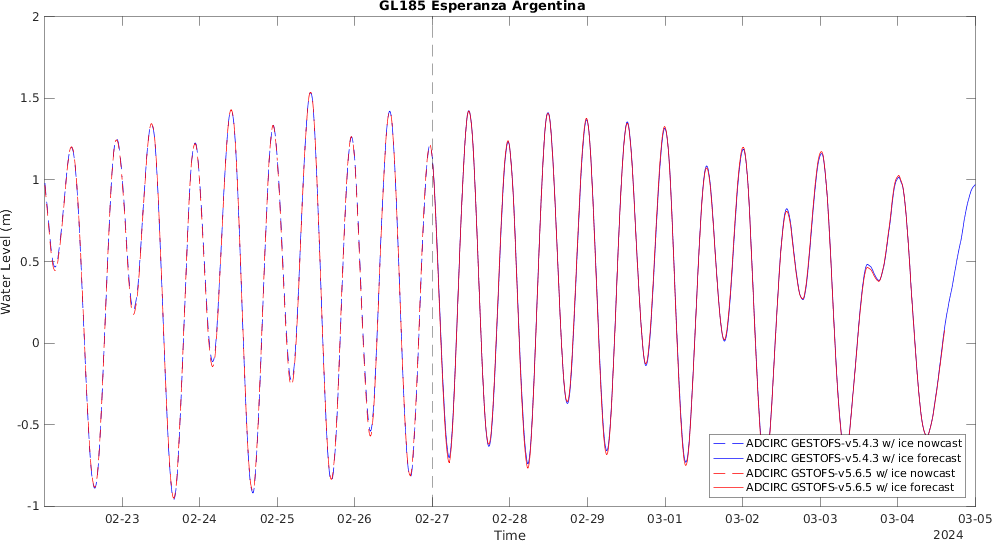 GL185 Esperanza Argentina
2
1.5
1
0.5
0
-0.5
-1
Water Level (m)
ADCIRC GESTOFS-v5.4.3 w/ ice nowcast
ADCIRC GESTOFS-v5.4.3 w/ ice forecast
ADCIRC GSTOFS-v5.6.5 w/ ice nowcast
ADCIRC GSTOFS-v5.6.5 w/ ice forecast
02-23 02-24 02-25 02-26 02-27 02-28 02-29 03-01 03-02 03-03 03-04 03-05
Time
2024